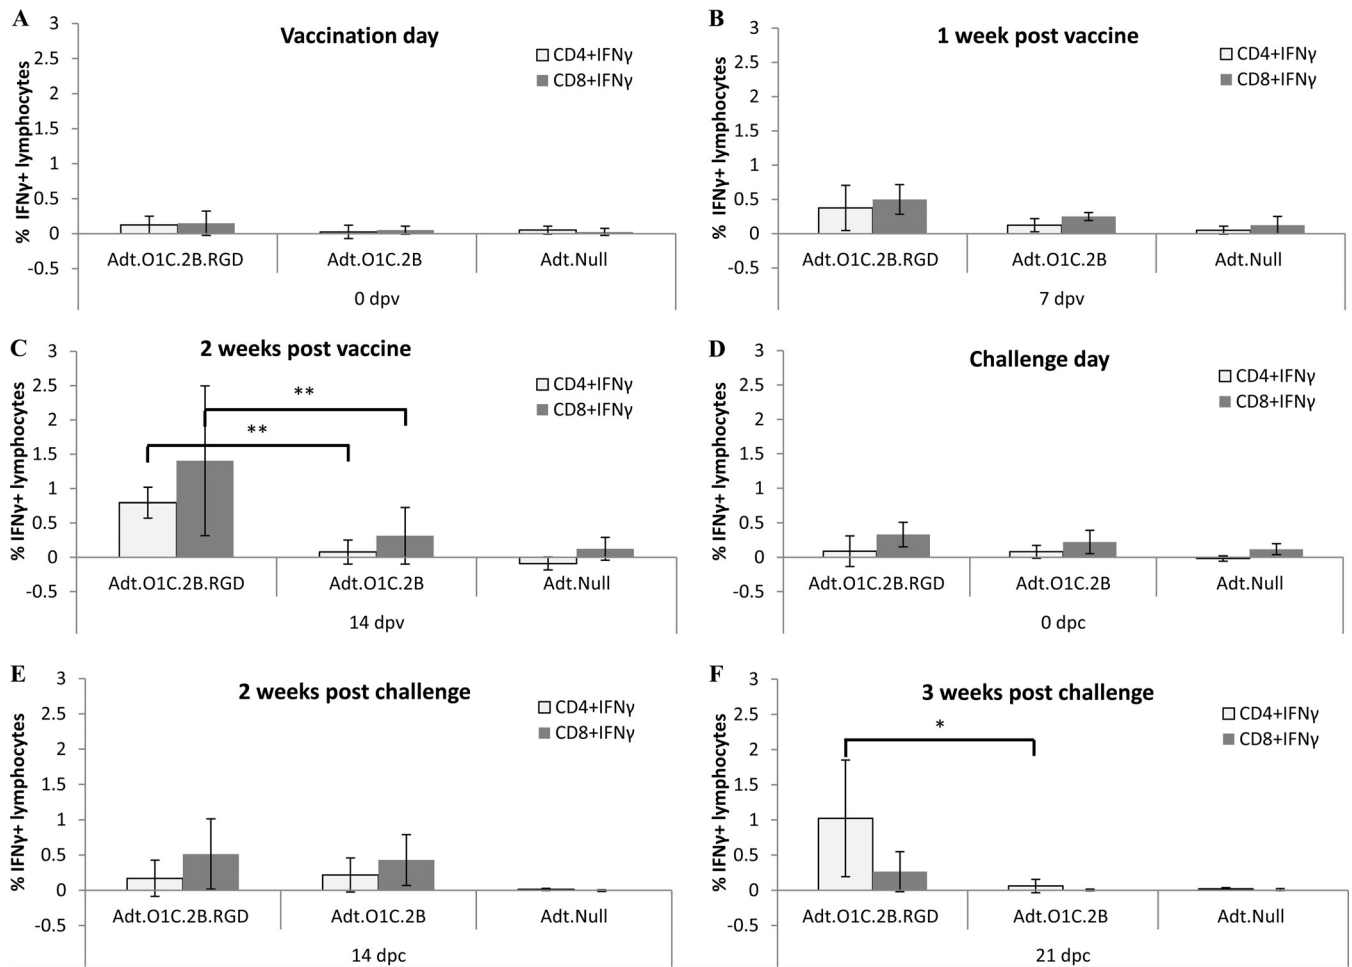 A
Vaccination day
% IFNγ+ lymphocytes
3
2.5
2
1.5
1
0.5
0
-0.5
CD4+IFNγ
CD8+IFNγ
Adt.O1C.2B.RGD Adt.O1C.2B Adt.Null
0 dpv
B
1 week post vaccine
% IFNγ+ lymphocytes
3
2.5
2
1.5
1
0.5
0
-0.5
CD4+IFNγ
CD8+IFNγ
Adt.O1C.2B.RGD Adt.O1C.2B Adt.Null
7 dpv
C
2 weeks post vaccine
% IFNγ+ lymphocytes
3
2.5
2
1.5
1
0.5
0
-0.5
CD4+IFNγ
CD8+IFNγ
**
**
Adt.O1C.2B.RGD Adt.O1C.2B Adt.Null
14 dpv
D
Challenge day
% IFNγ+ lymphocytes
3
2.5
2
1.5
1
0.5
0
-0.5
CD4+IFNγ
CD8+IFNγ
Adt.O1C.2B.RGD Adt.O1C.2B Adt.Null
0 dpc
E
2 weeks post challenge
% IFNγ+ lymphocytes
3
2.5
2
1.5
1
0.5
0
-0.5
CD4+IFNγ
CD8+IFNγ
Adt.O1C.2B.RGD Adt.O1C.2B Adt.Null
14 dpc
F
3 weeks post challenge
% IFNγ+ lymphocytes
3
2.5
2
1.5
1
0.5
0
-0.5
CD4+IFNγ
CD8+IFNγ
*
Adt.O1C.2B.RGD Adt.O1C.2B Adt.Null
21 dpc